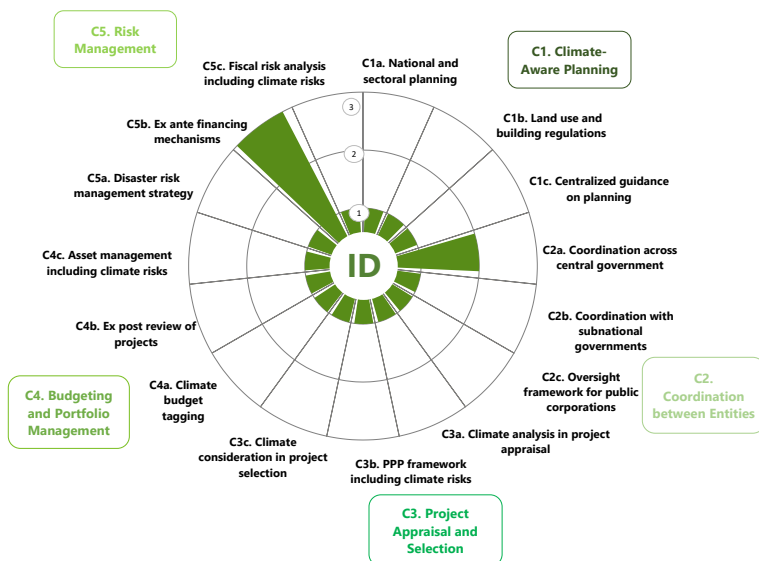 C5. Risk
Management
C1. Climate-
Aware Planning
C5c. Fiscal risk analysis
including climate risks
C1a. National and
sectoral planning
C5b. Ex ante financing
mechanisms
C1b. Land use and
building regulations
C5a. Disaster risk
management strategy
C1c. Centralized guidance
on planning
C4c. Asset management
including climate risks
C2a. Coordination across
central government
C4b. Ex post review of
projects
C2b. Coordination with
subnational
governments
C4. Budgeting
and Portfolio
Management
C4a. Climate
budget
tagging
C2c. Oversight
framework for public
corporations
C2.
Coordination
between Entities
C3c. Climate
consideration in project
selection
C3b. PPP framework
including climate risks
C3a. Climate analysis in project
appraisal
C3. Project
Appraisal and
Selection
3
2
1
ID